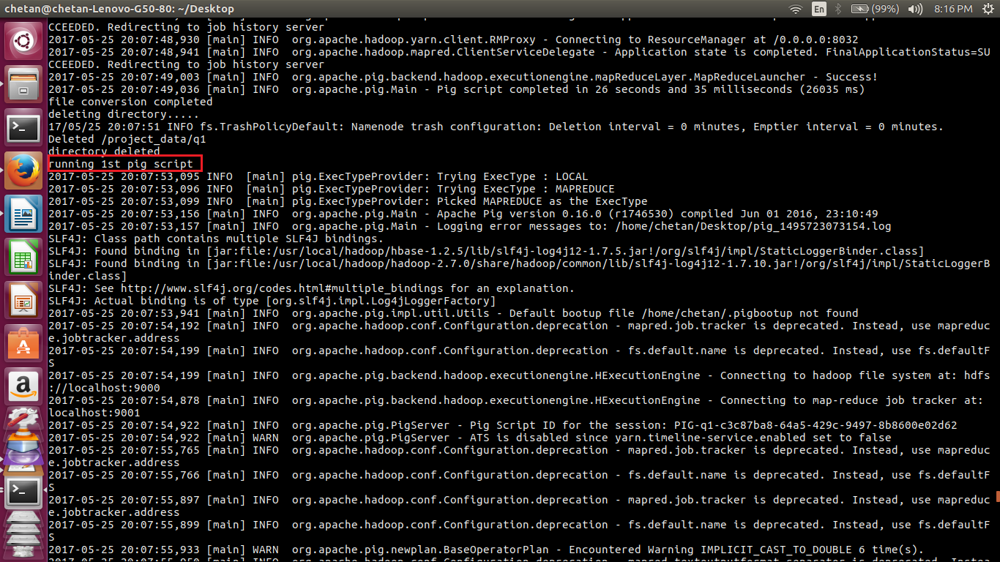 chetan@chetan-Lenovo-G50-80: ~/Desktop
En
(99%)
8:16 PM
CCEEDED. Redirecting to job history server
2017-05-25 20:07:48,930 [main] INFO  org.apache.hadoop.yarn.client.RMProxy - Connecting to ResourceManager at /0.0.0.0:8032
2017-05-25 20:07:48,941 [main] INFO  org.apache.hadoop.mapred.ClientServiceDelegate - Application state is completed. FinalApplicationStatus=SU
CCEEDED. Redirecting to job history server
2017-05-25 20:07:49,003 [main] INFO  org.apache.pig.backend.hadoop.executionengine.mapReduceLayer.MapReduceLauncher - Success!
2017-05-25 20:07:49,036 [main] INFO  org.apache.pig.Main - Pig script completed in 26 seconds and 35 milliseconds (26035 ms)
file conversion completed
deleting directory.....
17/05/25 20:07:51 INFO fs.TrashPolicyDefault: Namenode trash configuration: Deletion interval = 0 minutes, Emptier interval = 0 minutes.
Deleted /project_data/q1
directory deleted
running 1st pig script
2017-05-25 20:07:53,095 INFO  [main] pig.ExecTypeProvider: Trying ExecType : LOCAL
2017-05-25 20:07:53,096 INFO  [main] pig.ExecTypeProvider: Trying ExecType : MAPREDUCE
2017-05-25 20:07:53,099 INFO  [main] pig.ExecTypeProvider: Picked MAPREDUCE as the ExecType
2017-05-25 20:07:53,156 [main] INFO  org.apache.pig.Main - Apache Pig version 0.16.0 (r1746530) compiled Jun 01 2016, 23:10:49
2017-05-25 20:07:53,157 [main] INFO  org.apache.pig.Main - Logging error messages to: /home/chetan/Desktop/pig_1495723073154.log
SLF4J: Class path contains multiple SLF4J bindings.
SLF4J: Found binding in [jar:file:/usr/local/hadoop/hbase-1.2.5/lib/slf4j-log4j12-1.7.5.jar!/org/slf4j/impl/StaticLoggerBinder.class]
SLF4J: Found binding in [jar:file:/usr/local/hadoop/hadoop-2.7.0/share/hadoop/common/lib/slf4j-log4j12-1.7.10.jar!/org/slf4j/impl/StaticLoggerB
inder.class]
SLF4J: See http://www.slf4j.org/codes.html#multiple_bindings for an explanation.
SLF4J: Actual binding is of type [org.slf4j.impl.Log4jLoggerFactory]
2017-05-25 20:07:53,941 [main] INFO  org.apache.pig.impl.util.Utils - Default bootup file /home/chetan/.pigbootup not found
2017-05-25 20:07:54,192 [main] INFO  org.apache.hadoop.conf.Configuration.deprecation - mapred.job.tracker is deprecated. Instead, use mapreduc
e.jobtracker.address
2017-05-25 20:07:54,199 [main] INFO  org.apache.hadoop.conf.Configuration.deprecation - fs.default.name is deprecated. Instead, use fs.defaultF
S
2017-05-25 20:07:54,199 [main] INFO  org.apache.pig.backend.hadoop.executionengine.HExecutionEngine - Connecting to hadoop file system at: hdfs
://localhost:9000
2017-05-25 20:07:54,878 [main] INFO  org.apache.pig.backend.hadoop.executionengine.HExecutionEngine - Connecting to map-reduce job tracker at:
localhost:9001
2017-05-25 20:07:54,922 [main] INFO  org.apache.pig.PigServer - Pig Script ID for the session: PIG-q1-c3c87ba8-64a5-429c-9497-8b8600e02d62
2017-05-25 20:07:54,922 [main] WARN  org.apache.pig.PigServer - ATS is disabled since yarn.timeline-service.enabled set to false
2017-05-25 20:07:55,765 [main] INFO  org.apache.hadoop.conf.Configuration.deprecation - mapred.job.tracker is deprecated. Instead, use mapreduc
e.jobtracker.address
2017-05-25 20:07:55,766 [main] INFO  org.apache.hadoop.conf.Configuration.deprecation - fs.default.name is deprecated. Instead, use fs.defaultF
S
2017-05-25 20:07:55,897 [main] INFO  org.apache.hadoop.conf.Configuration.deprecation - mapred.job.tracker is deprecated. Instead, use mapreduc
e.jobtracker.address
2017-05-25 20:07:55,899 [main] INFO  org.apache.hadoop.conf.Configuration.deprecation - fs.default.name is deprecated. Instead, use fs.defaultF
S
2017-05-25 20:07:55,933 [main] WARN  org.apache.pig.newplan.BaseOperatorPlan - Encountered Warning IMPLICIT_CAST_TO_DOUBLE 6 time(s).